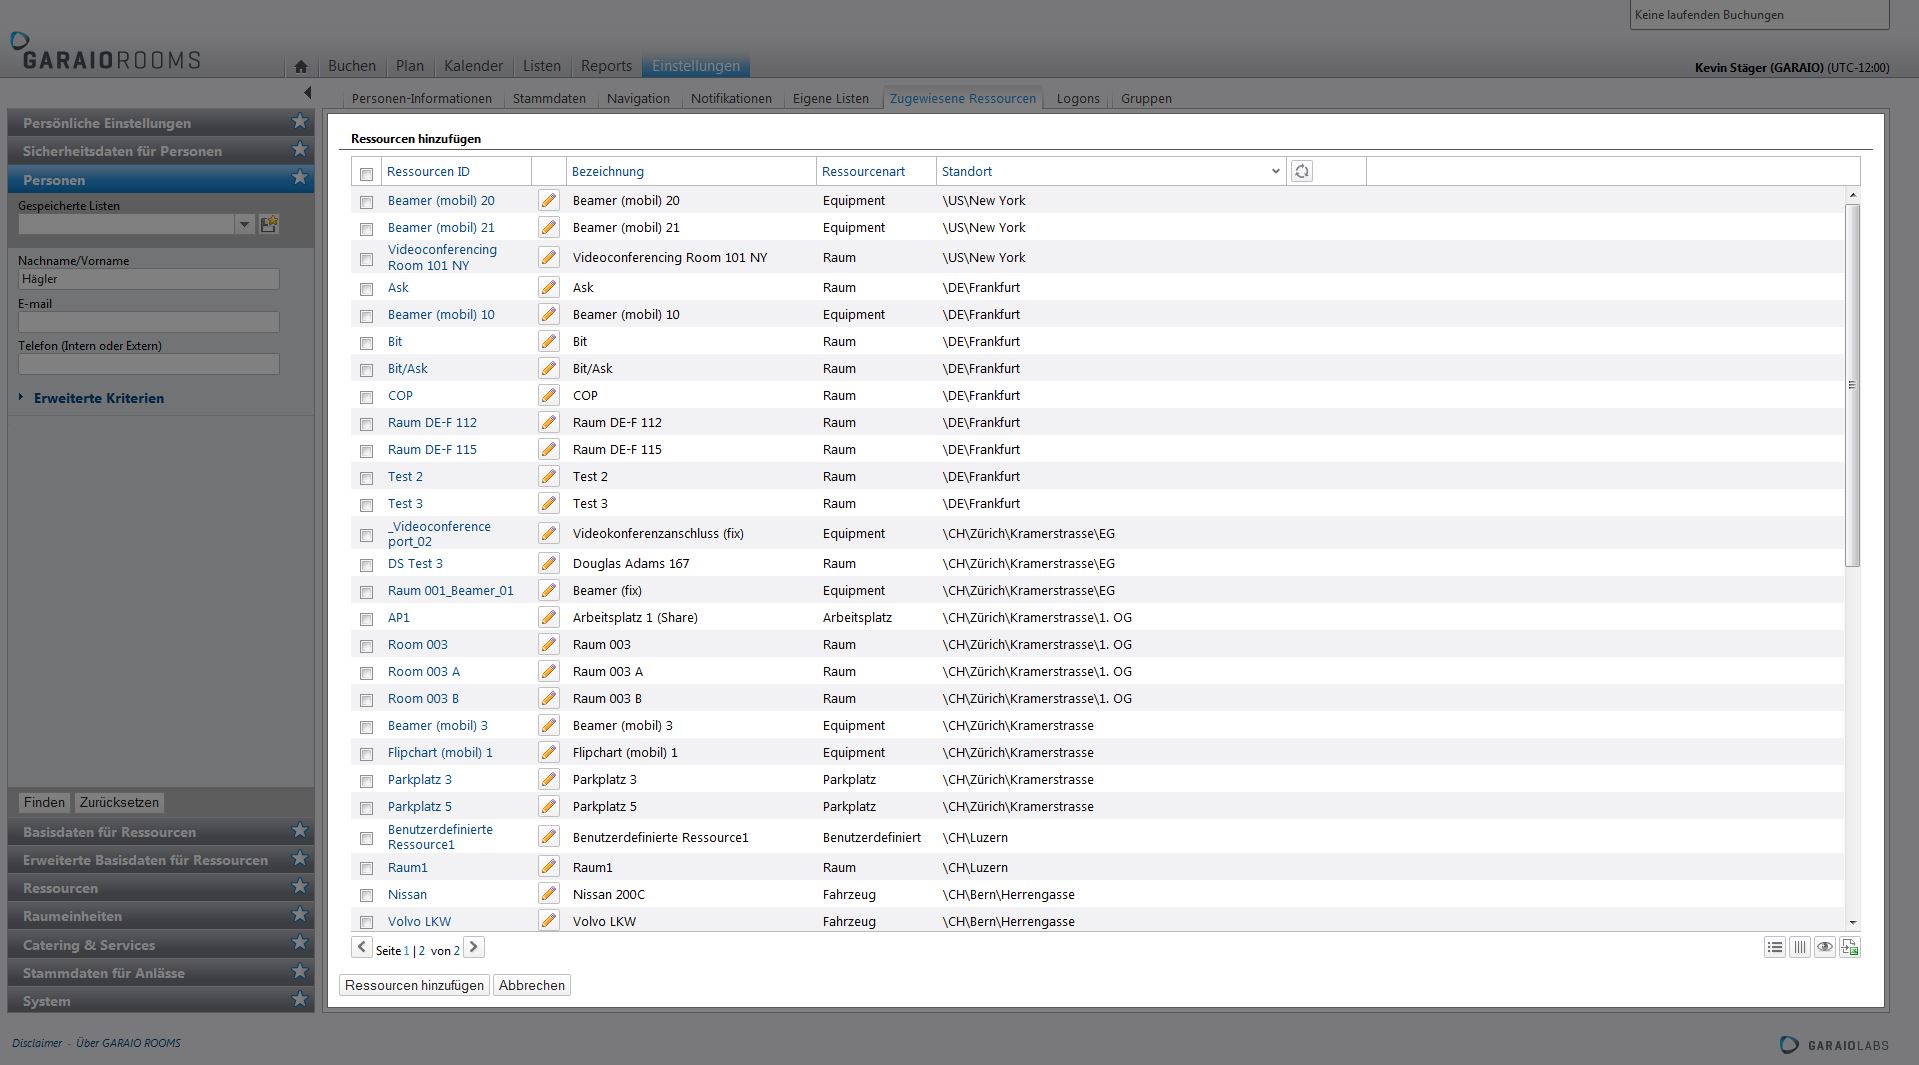 Keine laufenden Buchungen
GARAIOROOMS
Buchen Plan Kalender Listen Reports Einstellungen
Kevin Stäger (GARAIO) (UTC-12:00)
Personen-Informationen Stammdaten Navigation Notifikationen Eigene Listen Zugewiesene Ressourcen Logons Gruppen
Persönliche Einstellungen
Sicherheitsdaten für Personen
Personen
Gespeicherte Listen
Nachname/Vorname
Hägler
E-mail
Telefon (Intern oder Extern)
Erweiterte Kriterien
Finden Zurücksetzen
Basisdaten für Ressourcen
Erweiterte Basisdaten für Ressourcen
Ressourcen
Raumeinheiten
Catering & Services
Stammdaten für Anlässe
System
Ressourcen hinzufügen
Ressourcen ID Bezeichnung Ressourcenart Standort
Beamer (mobil) 20 Beamer (mobil) 20 Equipment \US\New York
Beamer (mobil) 21 Beamer (mobil) 21 Equipment \US\New York
Videoconferencing
Room 101 NY Videoconferencing Room 101 NY Raum \US\New York
Ask Ask Raum \DE\Frankfurt
Beamer (mobil) 10 Beamer (mobil) 10 Equipment \DE\Frankfurt
Bit Bit Raum \DE\Frankfurt
Bit/Ask Bit/Ask Raum \DE\Frankfurt
COP COP Raum \DE\Frankfurt
Raum DE-F 112 Raum DE-F 112 Raum \DE\Frankfurt
Raum DE-F 115 Raum DE-F 115 Raum \DE\Frankfurt
Test 2 Test 2 Raum \DE\Frankfurt
Test 3 Test 3 Raum \DE\Frankfurt
_Videoconference
port_02 Videokonferenzanschluss (fix) Equipment \CH\Zürich\Kramerstrasse\EG
DS Test 3 Douglas Adams 167 Raum \CH\Zürich\Kramerstrasse\EG
Raum 001_Beamer_01 Beamer (fix) Equipment \CH\Zürich\Kramerstrasse\EG
AP1 Arbeitsplatz 1 (Share) Arbeitsplatz \CH\Zürich\Kramerstrasse\1. OG
Room 003 Raum 003 Raum \CH\Zürich\Kramerstrasse\1. OG
Room 003 A Raum 003 A Raum \CH\Zürich\Kramerstrasse\1. OG
Room 003 B Raum 003 B Raum \CH\Zürich\Kramerstrasse\1. OG
Beamer (mobil) 3 Beamer (mobil) 3 Equipment \CH\Zürich\Kramerstrasse
Flipchart (mobil) 1 Flipchart (mobil) 1 Equipment \CH\Zürich\Kramerstrasse
Parkplatz 3 Parkplatz 3 Parkplatz \CH\Zürich\Kramerstrasse
Parkplatz 5 Parkplatz 5 Parkplatz \CH\Zürich\Kramerstrasse
Benutzerdefinierte
Ressource1 Benutzerdefinierte Ressource1 Benutzerdefiniert \CH\Luzern
Raum1 Raum1 Raum \CH\Luzern
Nissan Nissan 200C Fahrzeug \CH\Bern\Herrengasse
Volvo LKW Volvo LKW Fahrzeug \CH\Bern\Herrengasse
Seite 1 | 2 von 2
Ressourcen hinzufügen Abbrechen
Disclaimer - Über GARAIO ROOMS
GARAIOLABS